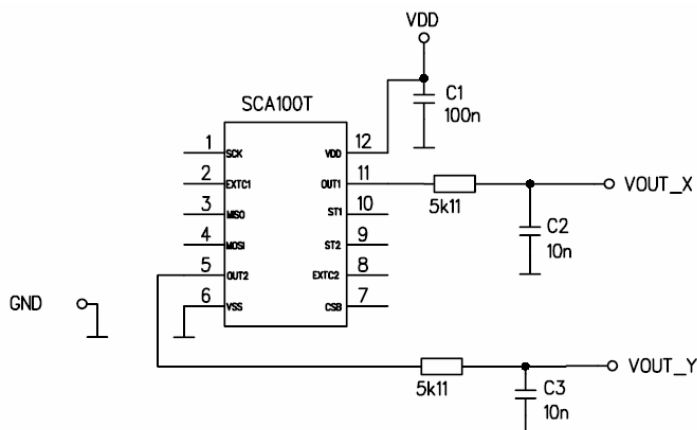 VDD
C1
100n
SCA100T
1
SCK
VDD
12
2
EXTC1
OUT1
11
5k11
VOUT_X
3
MISO
ST1
10
C2
10n
4
MOSI
ST2
9
5
OUT2
EXTC2
8
6
VSS
CSB
7
GND
5k11
VOUT_Y
C3
10n